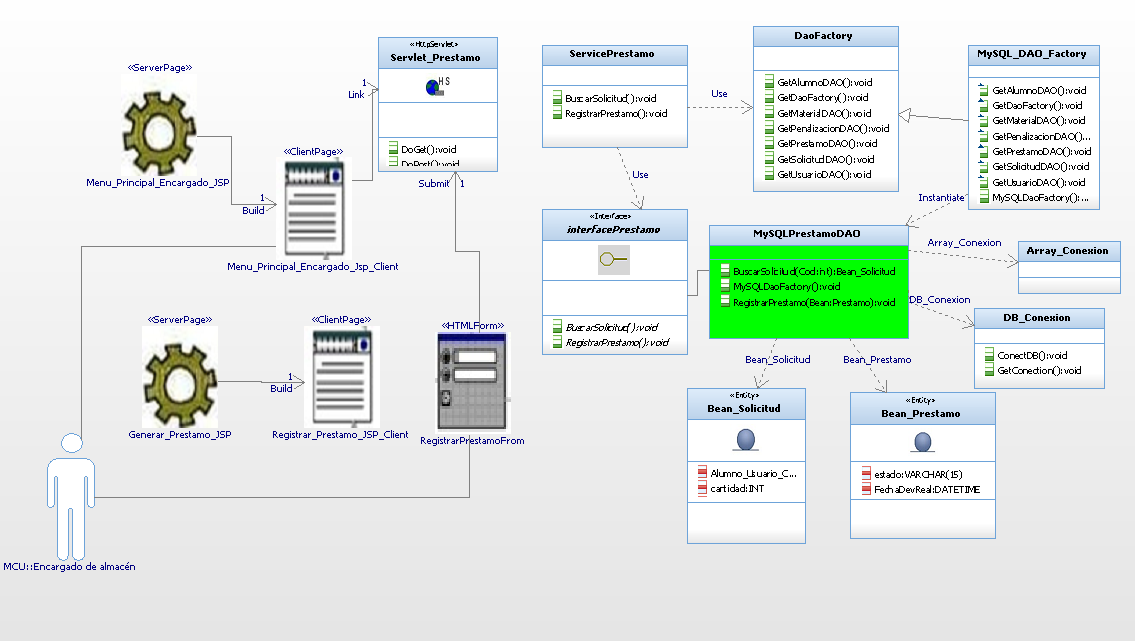 «ServerPage»
Menu_Principal_Encargado_JSP
1
Build
«ClientPage»
Menu_Principal_Encargado_Jsp_Client
1
Link
«HttpServlet»
Servlet_Prestamo
HS
DoGet():void
DoPost():void
Submit
1
ServicePrestamo
BuscarSolicitud():void
RegistrarPrestamo():void
Use
Use
DaoFactory
GetAlumnoDAO():void
GetDaoFactory():void
GetMaterialDAO():void
GetPenalizacionDAO():void
GetPrestamoDAO():void
GetSolicitudDAO():void
GetUsuarioDAO():void
MySQL_DAO_Factory
GetAlumnoDAO():void
GetDaoFactory():void
GetMaterialDAO():void
GetPenalizacionDAO()...
GetPrestamoDAO():void
GetSolicitudDAO():void
GetUsuarioDAO():void
MySQLDaoFactory():...
Instantiate
«Interface»
interfacePrestamo
BuscarSolicitud():void
RegistrarPrestamo():void
MySQLPrestamoDAO
BuscarSolicitud(Cod:int):Bean_Solicitud
MySQLDaoFactory():void
RegistrarPrestamo(Bean:Prestamo):void
Array_Conexion
Array_Conexion
DB_Conexion
DB_Conexion
ConectDB():void
GetConection():void
Bean_Solicitud
Bean_Prestamo
«Entity»
Bean_Solicitud
Alumno_Usuario_C...
cantidad:INT
«Entity»
Bean_Prestamo
estado:VARCHAR(15)
FechaDevReal:DATETIME
«ServerPage»
Generar_Prestamo_JSP
1
Build
«ClientPage»
Registrar_Prestamo_JSP_Client
«HTMLForm»
RegistrarPrestamoFrom
MCU::Encargado de almacén